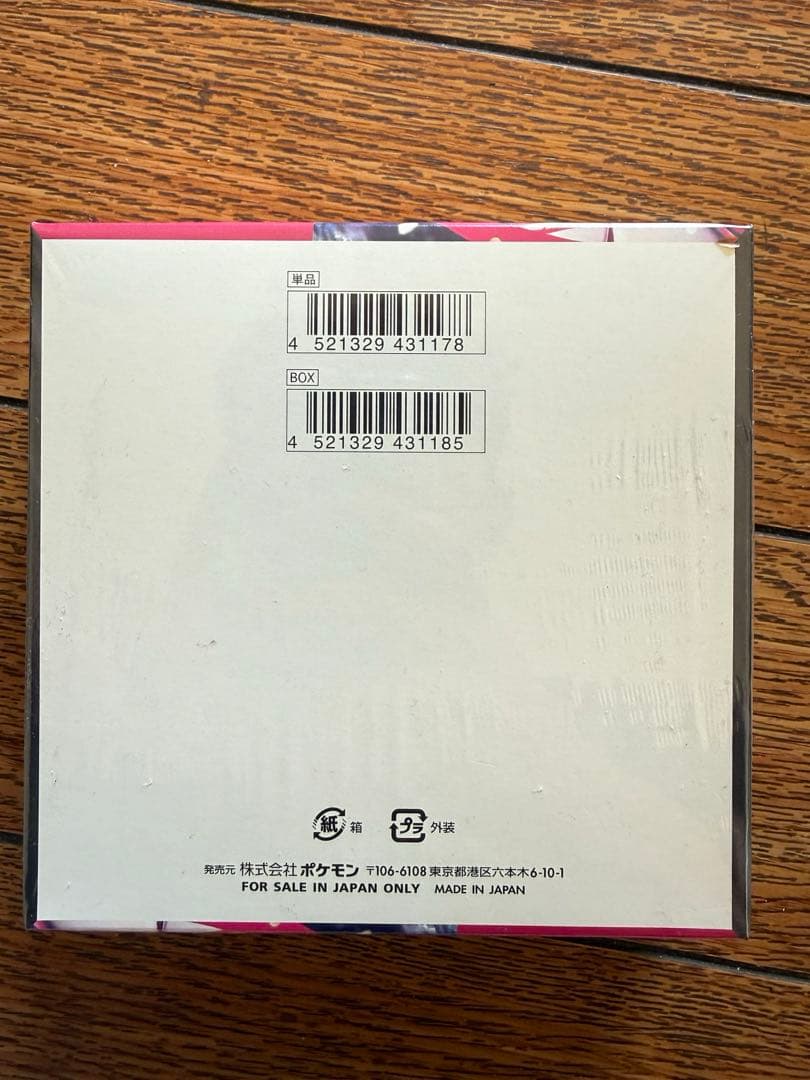 単品
4 521329 431178
BOX
4 521329 431185
紙 箱 プラ 外装
発売元 株式会社 ポケモン 〒106-6108 東京都港区六本木6-10-1
FOR SALE IN JAPAN ONLY MADE IN JAPAN